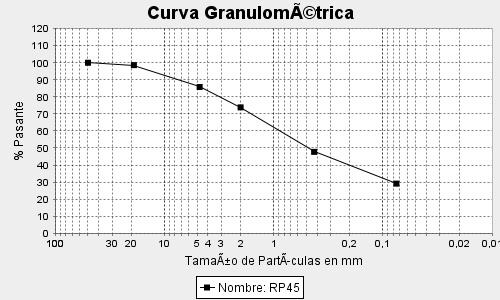 Curva GranulomÃ©trica
% Pasante
120
110
100
90
80
70
60
50
40
30
20
10
0
100 30 20 10 5 4 3 2 1 0,2 0,1 0,02 0,01
TamaÃ±o de PartÃ­culas en mm
Nombre: RP45